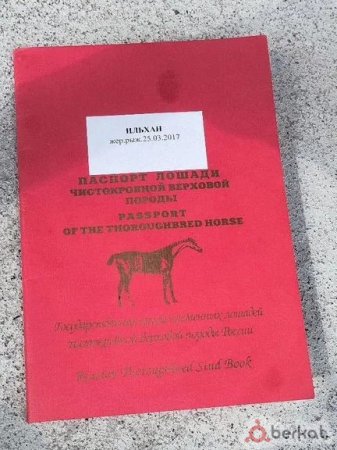 ИЛЬХАН
жер.рыж.25.03.2017
ПАСПОРТ ЛОШАДИ
ЧИСТОКРОВНОЙ ВЕРХОВОЙ
ПОРОДЫ
PASSPORT
OF THE THOROUGHBRED HORSE
Государственная книга племенных лошадей
чистокровной верховой породы России
Russian Thoroughbred Stud Book
berkat